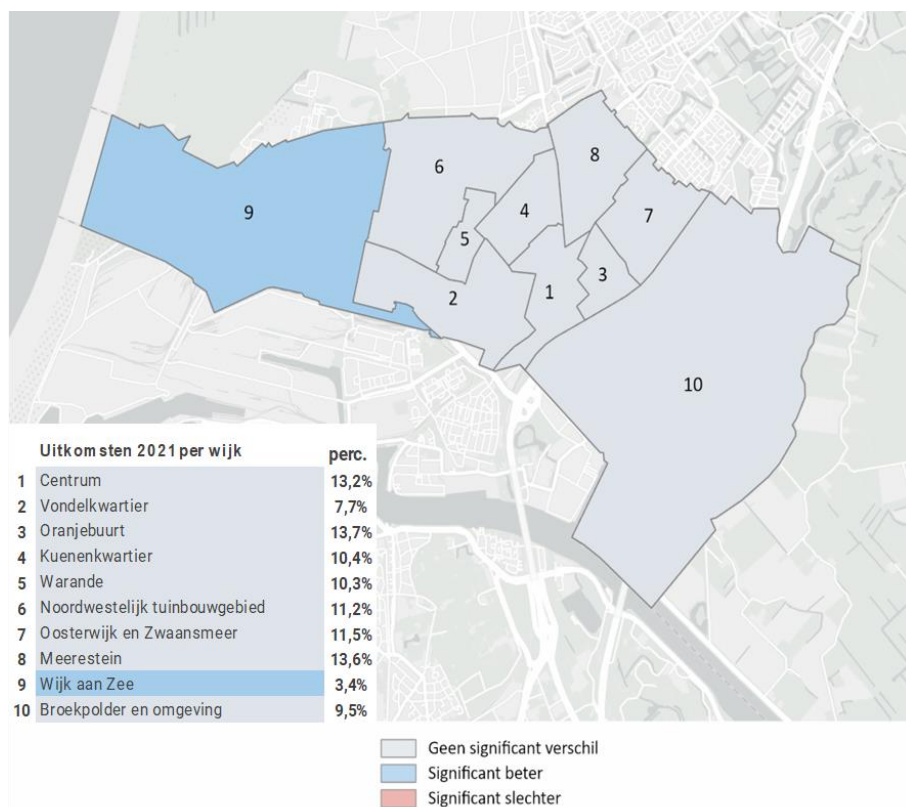 8
6
7
9
4
5
3
1
2
10
Uitkomsten 2021 per wijk perc.
1 Centrum 13,2%
2 Vondelkwartier 7,7%
3 Oranjebuurt 13,7%
4 Kuenenkwartier 10,4%
5 Warande 10,3%
6 Noordwestelijk tuinbouwgebied 11,2%
7 Oosterwijk en Zwaansmeer 11,5%
8 Meerestein 13,6%
9 Wijk aan Zee 3,4%
10 Broekpolder en omgeving 9,5%
Geen significant verschil
Significant beter
Significant slechter